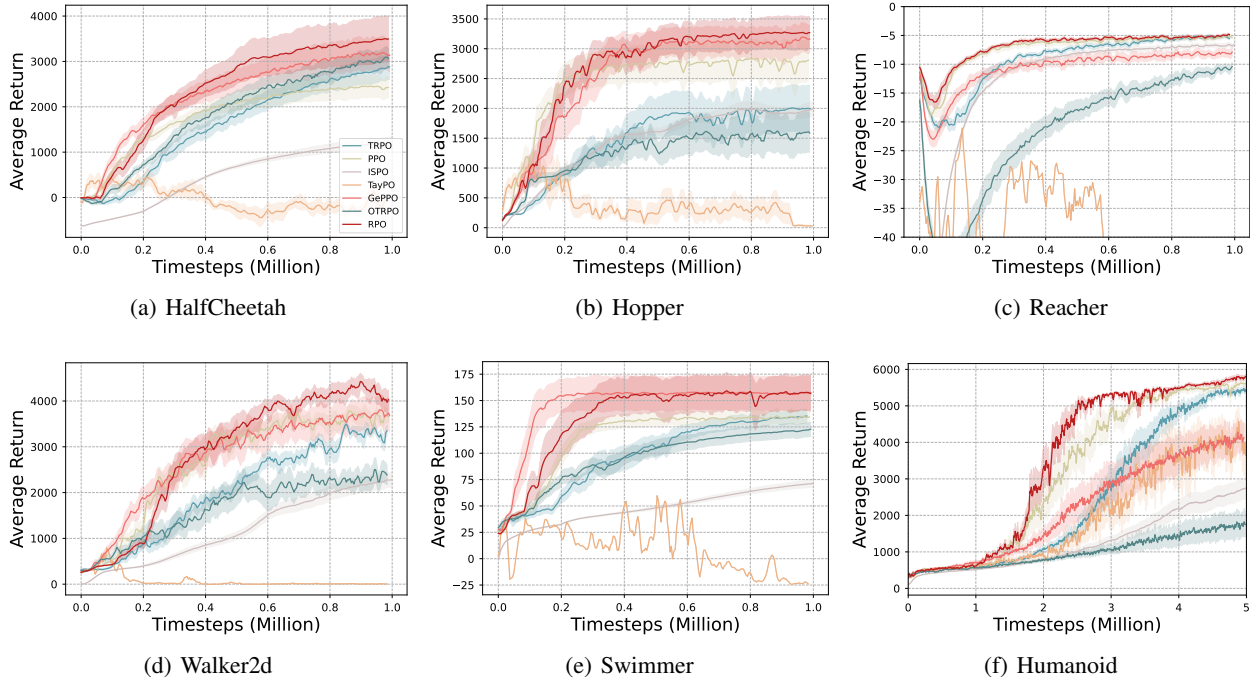 4000
3000
2000
1000
0
Average Return
0.0 0.2 0.4 0.6 0.8 1.0
Timesteps (Million)
TRPO
PPO
ISPO
TayPO
GePPO
OTRPO
RPO
(a) HalfCheetah
3500
3000
2500
2000
1500
1000
500
0
Average Return
0.0 0.2 0.4 0.6 0.8 1.0
Timesteps (Million)
(b) Hopper
0
−5
−10
−15
−20
−25
−30
−35
−40
Average Return
0.0 0.2 0.4 0.6 0.8 1.0
Timesteps (Million)
(c) Reacher
4000
3000
2000
1000
0
Average Return
0.0 0.2 0.4 0.6 0.8 1.0
Timesteps (Million)
(d) Walker2d
175
150
125
100
75
50
25
0
−25
Average Return
0.0 0.2 0.4 0.6 0.8 1.0
Timesteps (Million)
(e) Swimmer
6000
5000
4000
3000
2000
1000
0
Average Return
0 1 2 3 4 5
Timesteps (Million)
(f) Humanoid